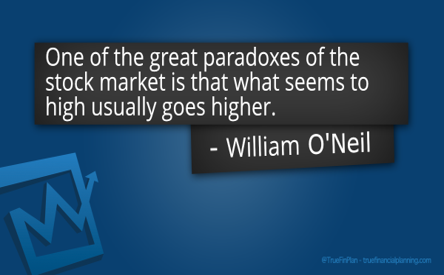 One of the great paradoxes of the
stock market is that what seems to
high usually goes higher.
- William O'Neil
@TrueFinPlan - truefinancialplanning.com